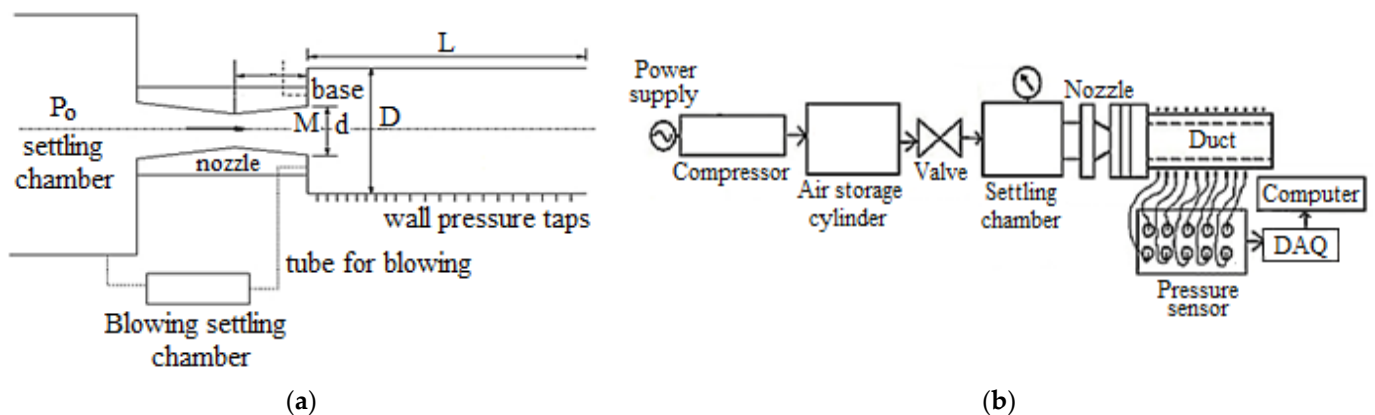 L
base
P₀
M
d
D
settling
chamber
nozzle
wall pressure taps
tube for blowing
Blowing settling
chamber
(a)
Power
supply
Nozzle
Duct
Compressor
Air storage
cylinder
Valve
Settling
chamber
Computer
DAQ
Pressure
sensor
(b)